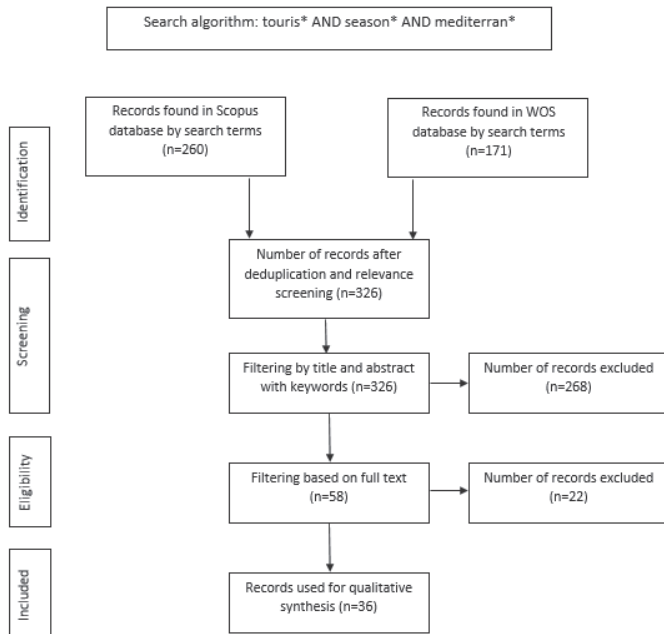 Search algorithm: touris* AND season* AND mediterran*
Records found in Scopus
database by search terms
(n=260)
Records found in WOS
database by search terms
(n=171)
Identification
Number of records after
deduplication and relevance
screening (n=326)
Screening
Filtering by title and abstract
with keywords (n=326)
Number of records excluded
(n=268)
Eligibility
Filtering based on full text
(n=58)
Number of records excluded
(n=22)
Included
Records used for qualitative
synthesis (n=36)